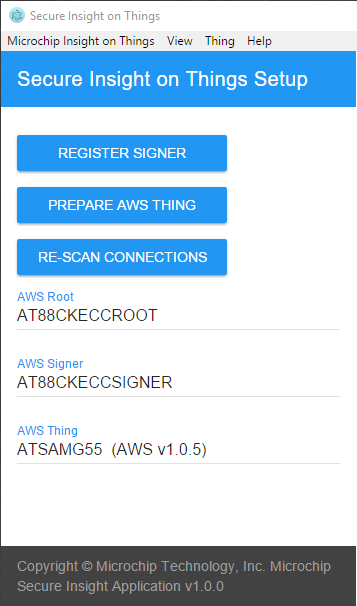 Secure Insight on Things
Microchip Insight on Things View Thing Help
Secure Insight on Things Setup
REGISTER SIGNER
PREPARE AWS THING
RE-SCAN CONNECTIONS
AWS Root
AT88CKECCROOT
AWS Signer
AT88CKECCSIGNER
AWS Thing
ATSAMG55 (AWS v1.0.5)
Copyright © Microchip Technology, Inc. Microchip
Secure Insight Application v1.0.0